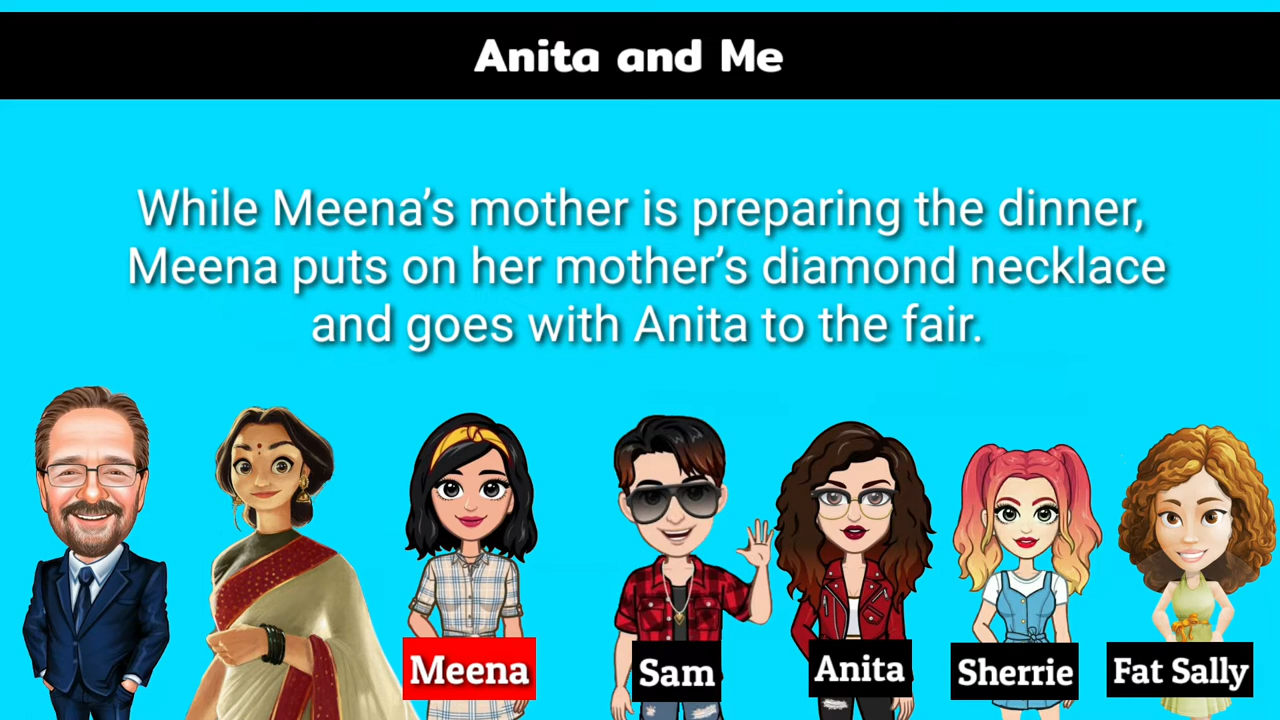 Anita and Me
While Meena’s mother is preparing the dinner,
Meena puts on her mother’s diamond necklace
and goes with Anita to the fair.
Meena
Sam
Anita
Sherrie
Fat Sally